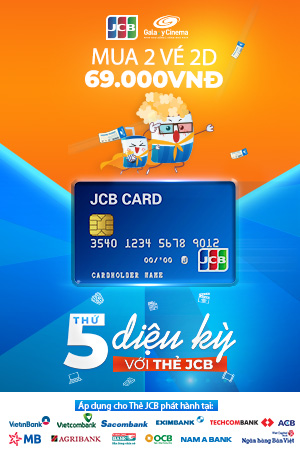 JCB Galaxy Cinema
MUA 2 VÉ 2D
69.000VNĐ
JCB CARD
3540 1234 5678 9012
00/'00
JCB
CARDHOLDER NAME
THỨ
5 diệu kỳ
VỚI THẺ JCB
Áp dụng cho Thẻ JCB phát hành tại:
VietinBank Vietcombank Sacombank EXIMBANK TECHCOMBANK ACB
MB AGRIBANK OCB NAM A BANK Ngân hàng Bản Việt